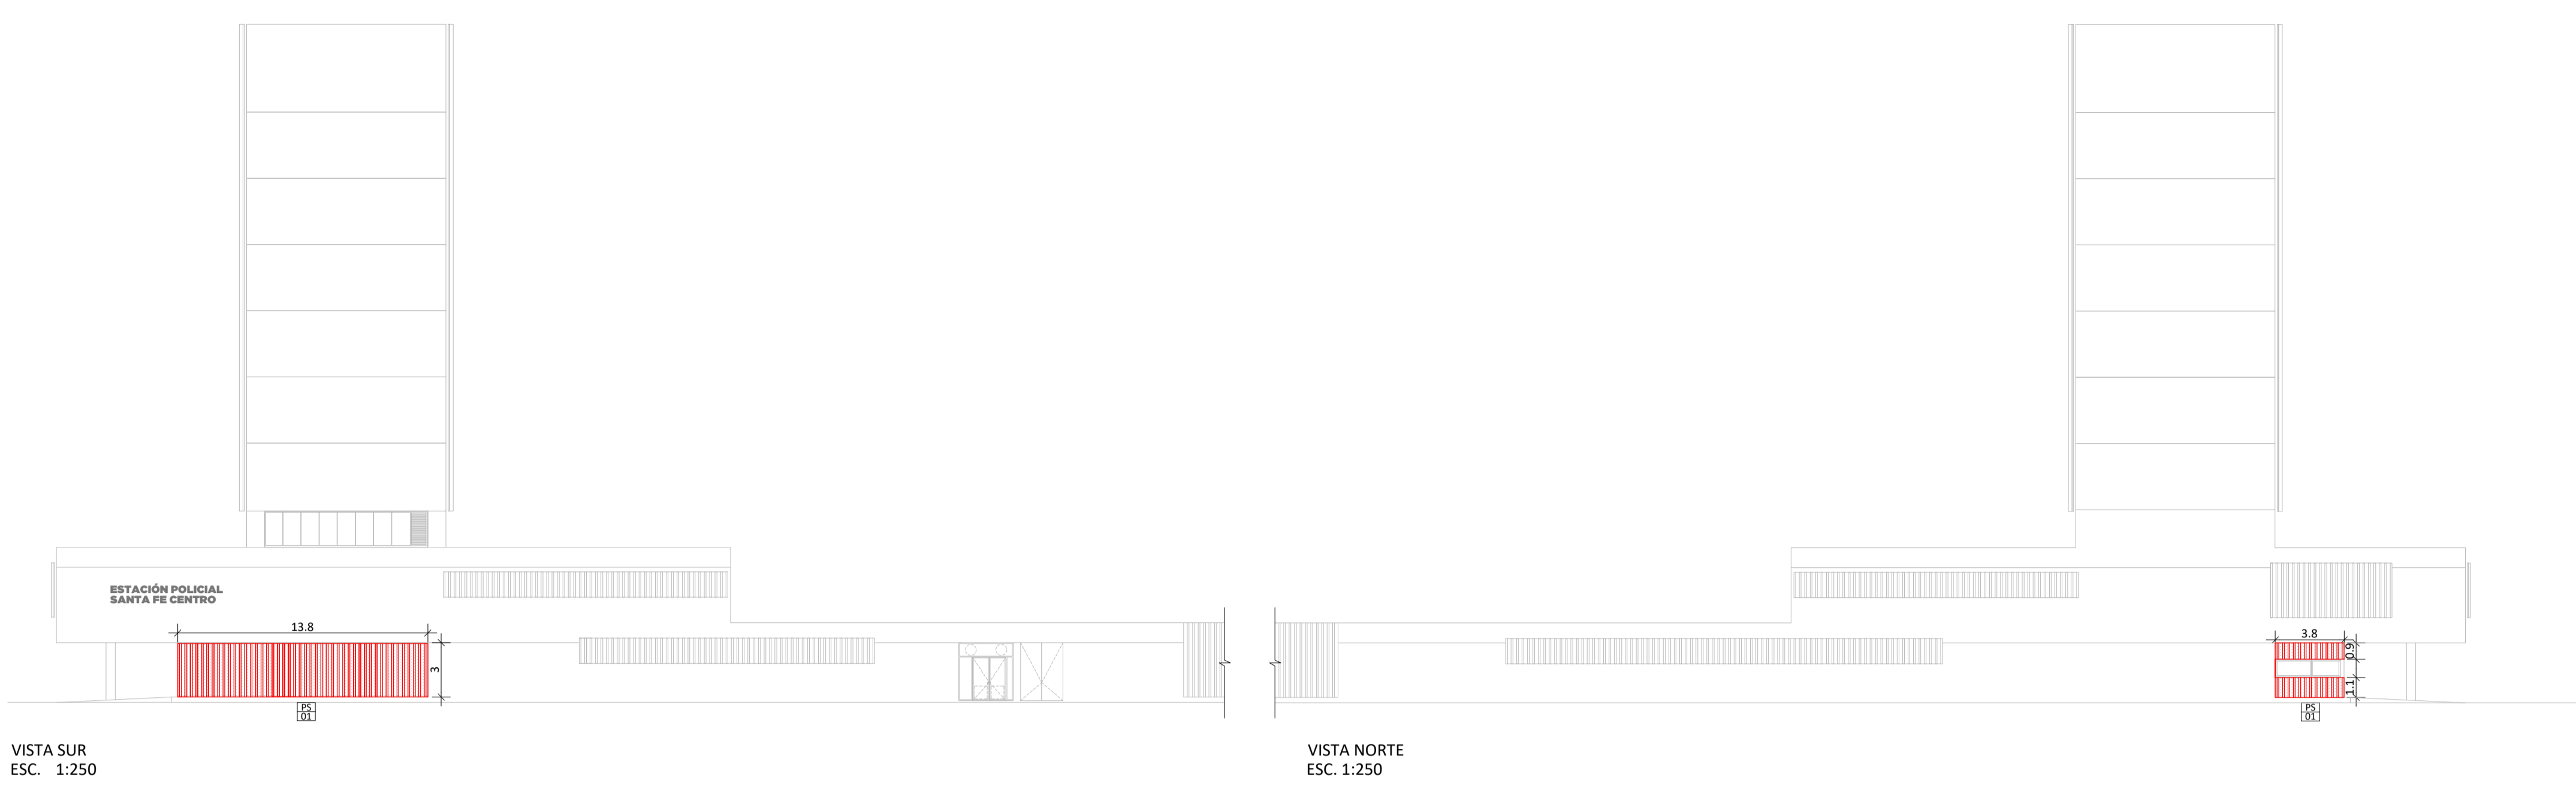 ESTACIÓN POLICIAL
SANTA FE CENTRO
13.8
3
PS
01
3.8
0.9
1.1
PS
01
VISTA SUR
ESC. 1:250
VISTA NORTE
ESC. 1:250